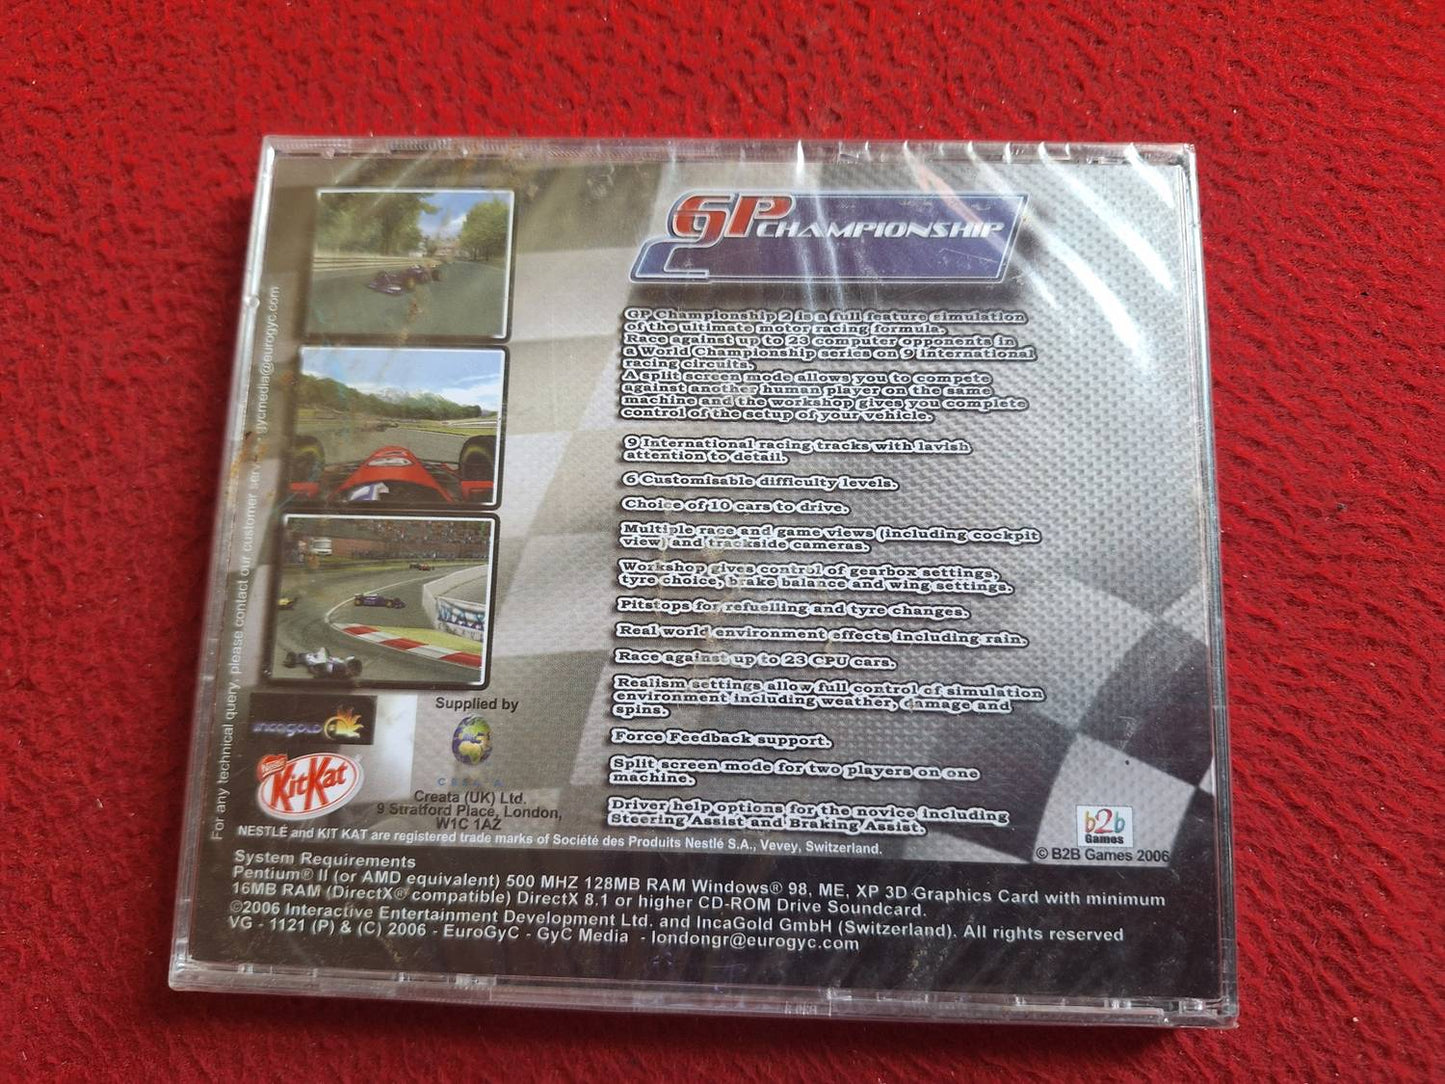 GP CHAMPIONSHIP
2
GP Championship 2 is a full feature simulation
of the ultimate motor racing formula.
Race against up to 23 computer opponents in
a World Championship series on 9 international
racing circuits.
A split screen mode allows you to compete
against another human player on the same
machine and the workshop gives you complete
control of the setup of your vehicle.
9 International racing tracks with lavish
attention to detail.
6 Customisable difficulty levels.
Choice of 10 cars to drive.
Multiple race and game views (including cockpit
view) and trackside cameras.
Workshop gives control of gearbox settings,
tyre choice, brake balance and wing settings.
Pitstops for refuelling and tyre changes.
Real world environment effects including rain.
Race against up to 23 CPU cars.
Realism settings allow full control of simulation
environment including weather, damage and
spins.
Force Feedback support.
Split screen mode for two players on one
machine.
Driver help options for the novice including
Steering Assist and Braking Assist.
For any technical query, please contact our customer serv - gycmedia@eurogyc.com
INCAGOLD
Nestlé
KitKat
Supplied by
CREATA
Creata (UK) Ltd.
9 Stratford Place, London,
W1C 1AZ
b2b
Games
© B2B Games 2006
NESTLÉ and KIT KAT are registered trade marks of Société des Produits Nestlé S.A., Vevey, Switzerland.
System Requirements
Pentium® II (or AMD equivalent) 500 MHZ 128MB RAM Windows® 98, ME, XP 3D Graphics Card with minimum
16MB RAM (DirectX® compatible) DirectX 8.1 or higher CD-ROM Drive Soundcard.
©2006 Interactive Entertainment Development Ltd. and IncaGold GmbH (Switzerland). All rights reserved
VG - 1121 (P) & (C) 2006 - EuroGyC - GyC Media - londongr@eurogyc.com